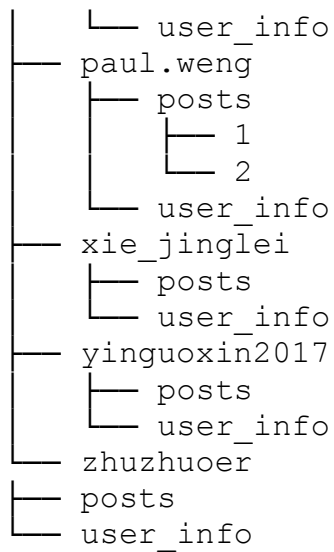 │   └── user_info
├── paul.weng
│   ├── posts
│   │   ├── 1
│   │   └── 2
│   └── user_info
├── xie_jinglei
│   ├── posts
│   └── user_info
├── yinguoxin2017
│   ├── posts
│   └── user_info
└── zhuzhuoer
├── posts
└── user_info